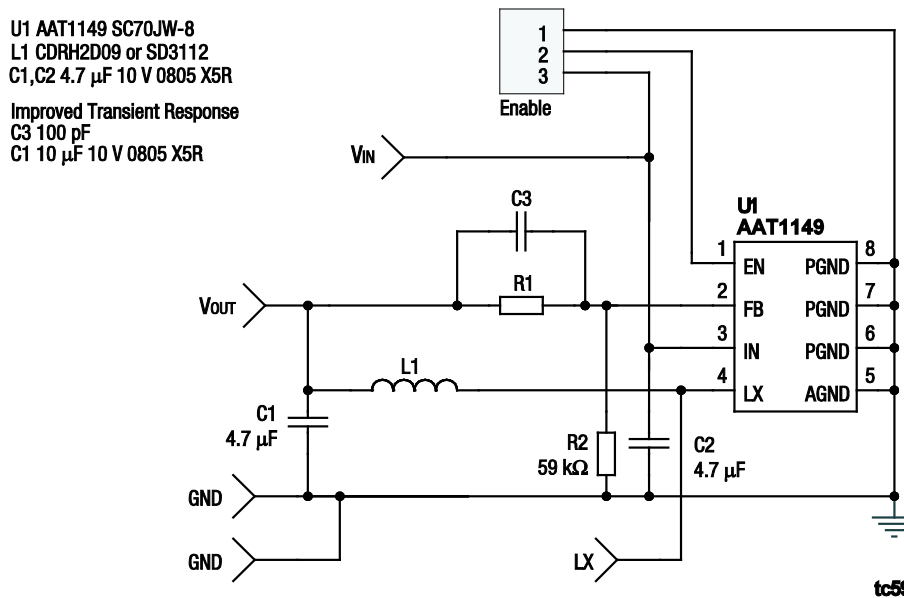 U1 AAT1149 SC70JW-8
L1 CDRH2D09 or SD3112
C1,C2 4.7 μF 10 V 0805 X5R
Improved Transient Response
C3 100 pF
C1 10 μF 10 V 0805 X5R
1
2
3
Enable
VIN
C3
R1
VOUT
L1
C1
4.7 μF
R2
59 kΩ
C2
4.7 μF
GND
GND
LX
U1
AAT1149
1 EN PGND 8
2 FB PGND 7
3 IN PGND 6
4 LX AGND 5